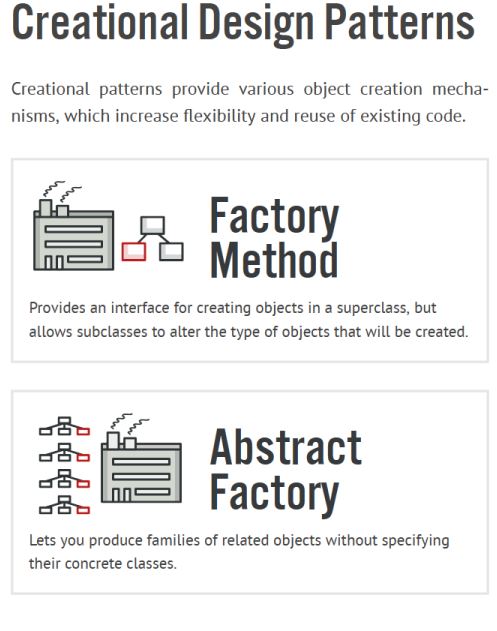 Creational Design Patterns
Creational patterns provide various object creation mecha-
nisms, which increase flexibility and reuse of existing code.
Factory
Method
Provides an interface for creating objects in a superclass, but
allows subclasses to alter the type of objects that will be created.
Abstract
Factory
Lets you produce families of related objects without specifying
their concrete classes.